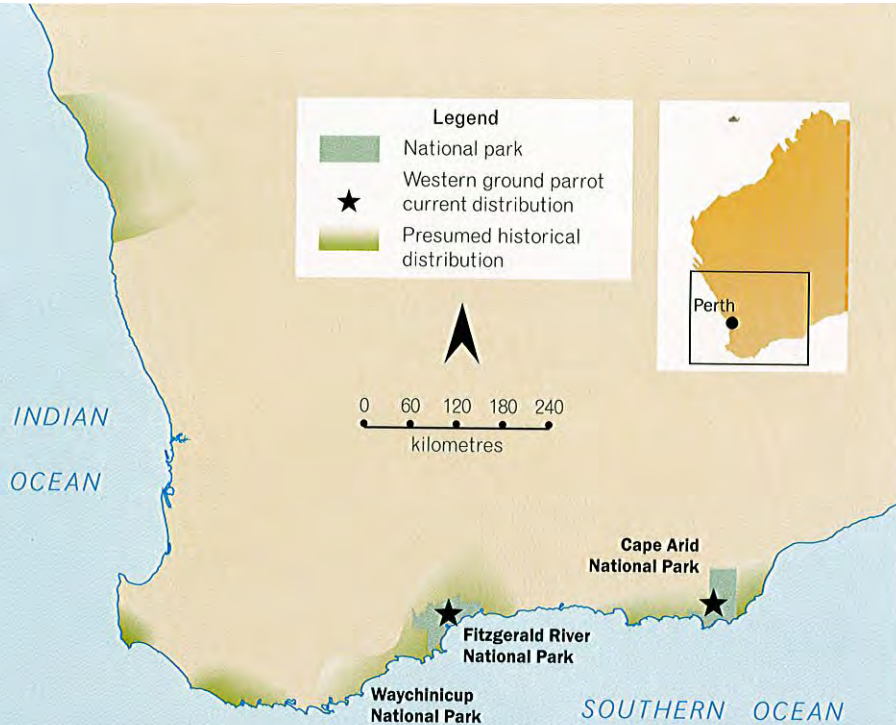 Legend
National park
Western ground parrot
current distribution
Presumed historical
distribution
Perth
0 60 120 180 240
kilometres
INDIAN
OCEAN
Cape Arid
National Park
Fitzgerald River
National Park
Waychinicup
National Park
SOUTHERN OCEAN